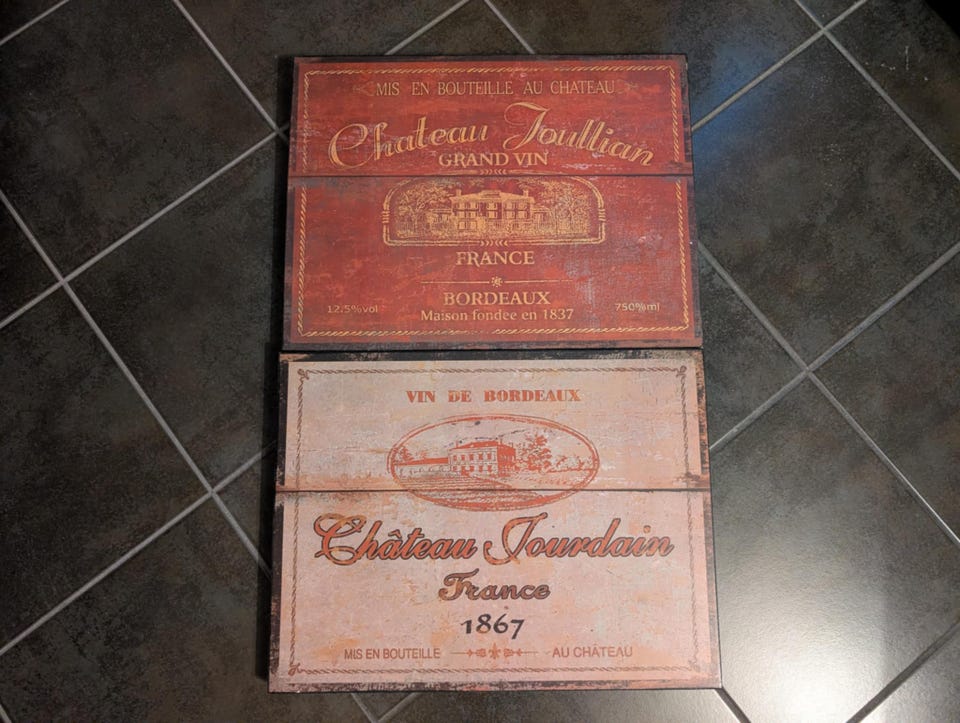 MIS EN BOUTEILLE AU CHATEAU
Chateau Joullian
GRAND VIN
FRANCE
BORDEAUX
12.5%vol
Maison fondee en 1837
750%ml
VIN DE BORDEAUX
Château Jourdain
France
1867
MIS EN BOUTEILLE AU CHÂTEAU